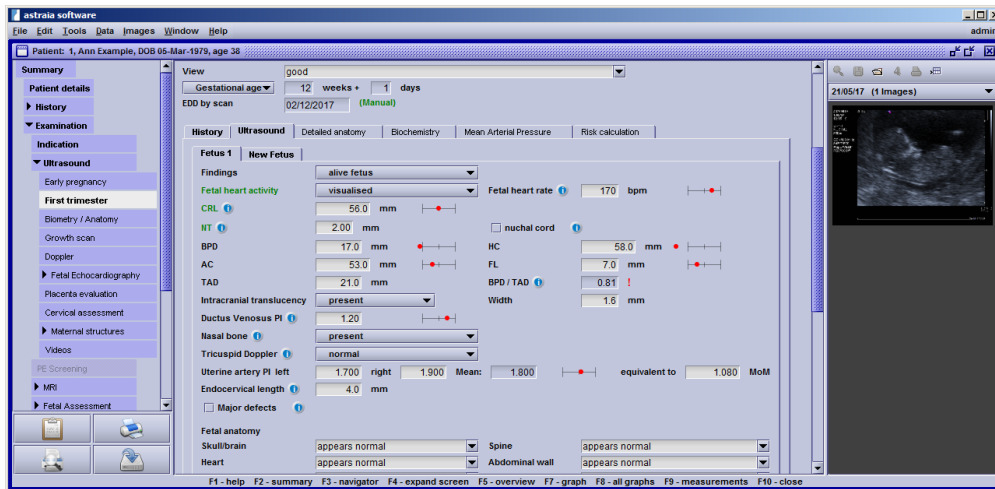 astraia software
File Edit Tools Data Images Window Help admin
Patient: 1, Ann Example, DOB 05-Mar-1979, age 38
Summary
Patient details
History
Examination
Indication
Ultrasound
Early pregnancy
First trimester
Biometry / Anatomy
Growth scan
Doppler
Fetal Echocardiography
Placenta evaluation
Cervical assessment
Maternal structures
Videos
PE Screening
MRI
Fetal Assessment
View good
Gestational age 12 weeks + 1 days
EDD by scan 02/12/2017 (Manual)
History Ultrasound Detailed anatomy Biochemistry Mean Arterial Pressure Risk calculation
Fetus 1 New Fetus
Findings alive fetus
Fetal heart activity visualised Fetal heart rate 170 bpm
CRL 56.0 mm
NT 2.00 mm nuchal cord
BPD 17.0 mm HC 58.0 mm
AC 53.0 mm FL 7.0 mm
TAD 21.0 mm BPD / TAD 0.81 !
Intracranial translucency present Width 1.6 mm
Ductus Venosus PI 1.20
Nasal bone present
Tricuspid Doppler normal
Uterine artery PI left 1.700 right 1.900 Mean: 1.800 equivalent to 1.080 MoM
Endocervical length 4.0 mm
Major defects
Fetal anatomy
Skull/brain appears normal Spine appears normal
Heart appears normal Abdominal wall appears normal
21/05/17 (1 Images)
F1 - help F2 - summary F3 - navigator F4 - expand screen F5 - overview F7 - graph F8 - all graphs F9 - measurements F10 - close